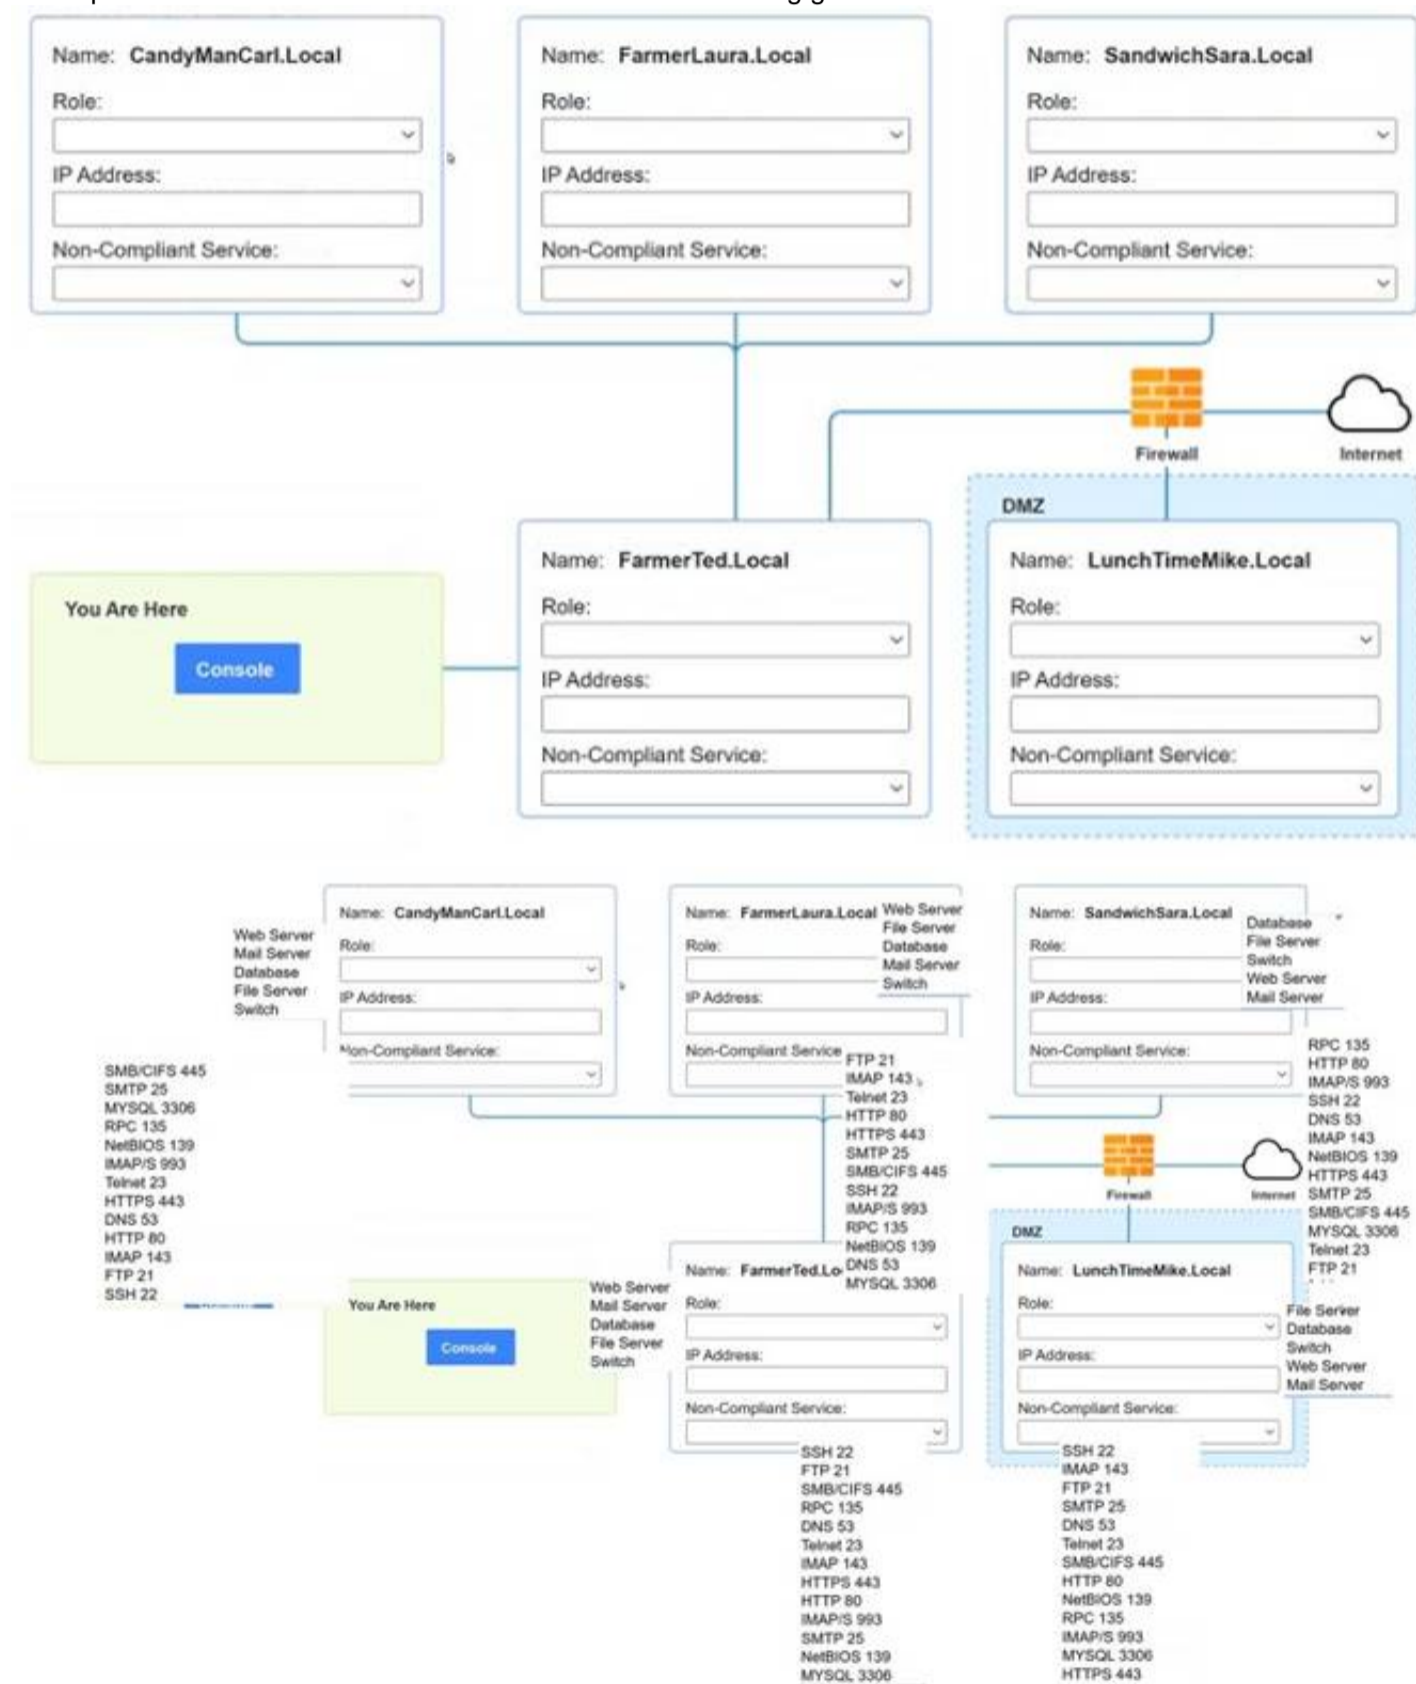 Name: CandyManCarl.Local
Role:
IP Address:
Non-Compliant Service:
Name: FarmerLaura.Local
Role:
IP Address:
Non-Compliant Service:
Name: SandwichSara.Local
Role:
IP Address:
Non-Compliant Service:
Firewall
Internet
You Are Here
Console
Name: FarmerTed.Local
Role:
IP Address:
Non-Compliant Service:
DMZ
Name: LunchTimeMike.Local
Role:
IP Address:
Non-Compliant Service:
Name: CandyManCarl.Local
Role:
IP Address:
Non-Compliant Service:
Web Server
Mail Server
Database
File Server
Switch
SMB/CIFS 445
SMTP 25
MYSQL 3306
RPC 135
NetBIOS 139
IMAP/S 993
Telnet 23
HTTPS 443
DNS 53
HTTP 80
IMAP 143
FTP 21
SSH 22
Name: FarmerLaura.Local
Role:
IP Address:
Non-Compliant Service
Web Server
File Server
Database
Mail Server
Switch
FTP 21
IMAP 143
Telnet 23
HTTP 80
HTTPS 443
SMTP 25
SMB/CIFS 445
SSH 22
IMAP/S 993
RPC 135
NetBIOS 139
DNS 53
MYSQL 3306
Name: SandwichSara.Local
Role:
IP Address:
Non-Compliant Service:
Database
File Server
Switch
Web Server
Mail Server
RPC 135
HTTP 80
IMAP/S 993
SSH 22
DNS 53
IMAP 143
NetBIOS 139
HTTPS 443
SMTP 25
SMB/CIFS 445
MYSQL 3306
Telnet 23
FTP 21
Firewall
Internet
You Are Here
Console
Name: FarmerTed.Lo
Role:
IP Address:
Non-Compliant Service:
Web Server
Mail Server
Database
File Server
Switch
SSH 22
FTP 21
SMB/CIFS 445
RPC 135
DNS 53
Telnet 23
IMAP 143
HTTPS 443
HTTP 80
IMAP/S 993
SMTP 25
NetBIOS 139
MYSQL 3306
DMZ
Name: LunchTimeMike.Local
Role:
IP Address:
Non-Compliant Service:
File Server
Database
Switch
Web Server
Mail Server
SSH 22
IMAP 143
FTP 21
SMTP 25
DNS 53
Telnet 23
SMB/CIFS 445
HTTP 80
NetBIOS 139
RPC 135
IMAP/S 993
MYSQL 3306
HTTPS 443